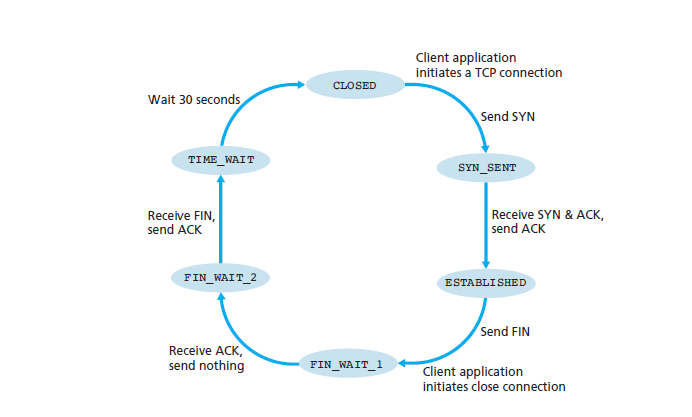 Client application
initiates a TCP connection
CLOSED
Wait 30 seconds
Send SYN
TIME_WAIT
SYN_SENT
Receive FIN,
send ACK
Receive SYN & ACK,
send ACK
FIN_WAIT_2
ESTABLISHED
Send FIN
Receive ACK,
send nothing
FIN_WAIT_1
Client application
initiates close connection